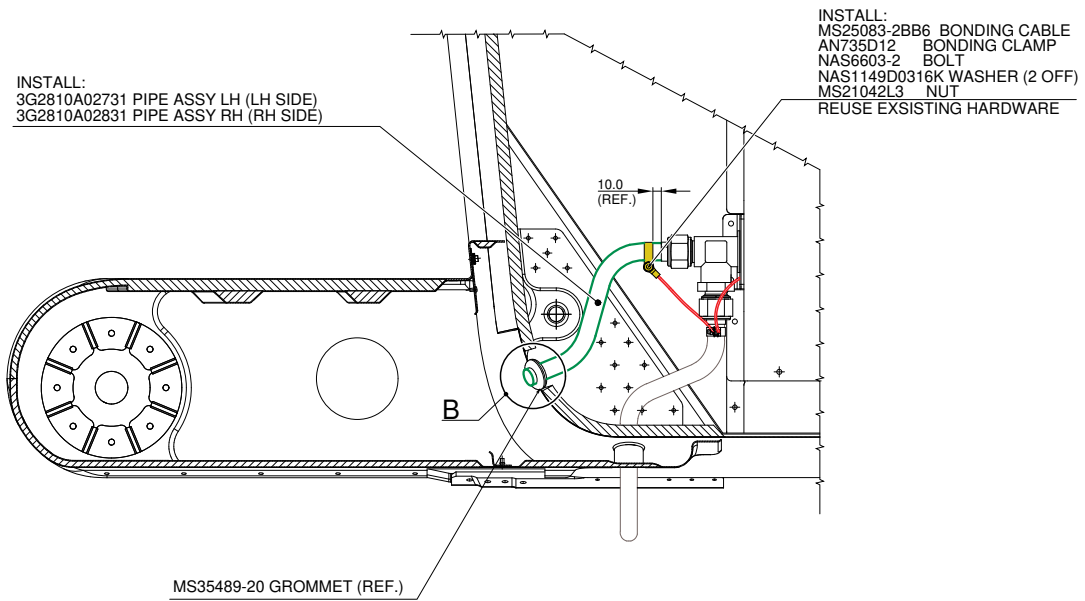 INSTALL:
3G2810A02731 PIPE ASSY LH (LH SIDE)
3G2810A02831 PIPE ASSY RH (RH SIDE)
INSTALL:
MS25083-2BB6 BONDING CABLE
AN735D12 BONDING CLAMP
NAS6603-2 BOLT
NAS1149D0316K WASHER (2 OFF)
MS21042L3 NUT
REUSE EXSISTING HARDWARE
10.0
(REF.)
B
MS35489-20 GROMMET (REF.)